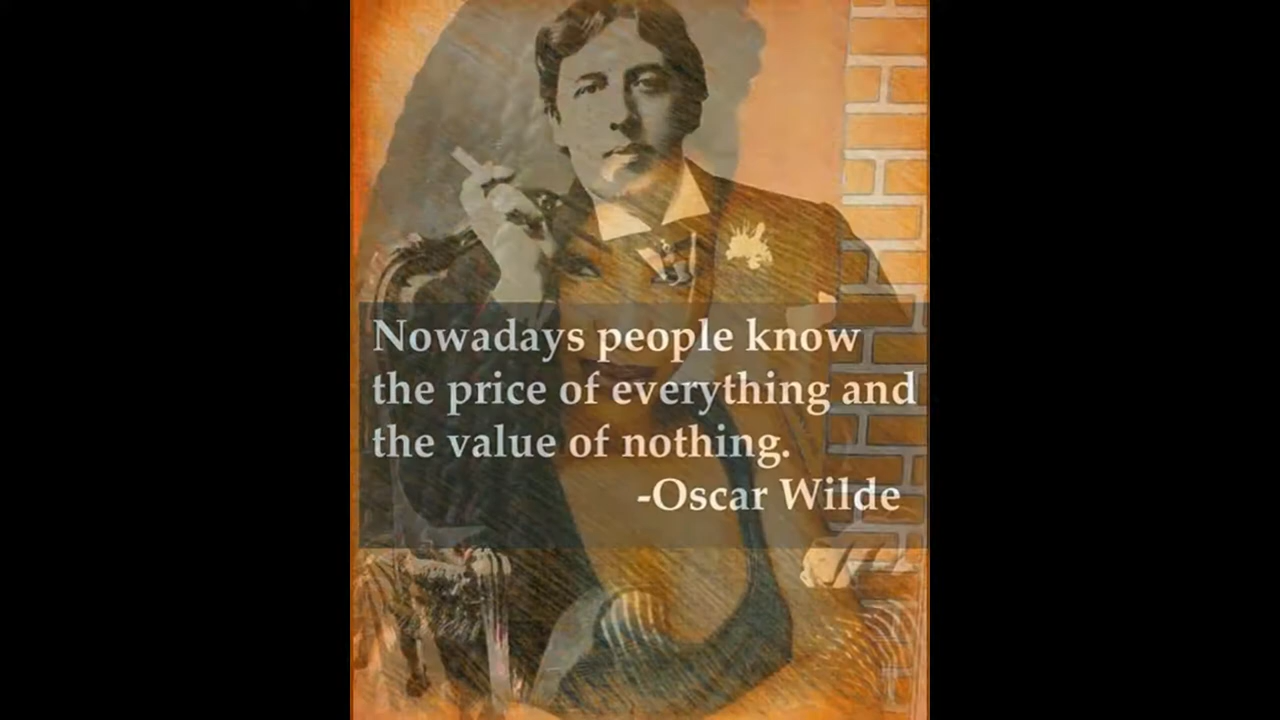 Nowadays people know
the price of everything and
the value of nothing.
-Oscar Wilde